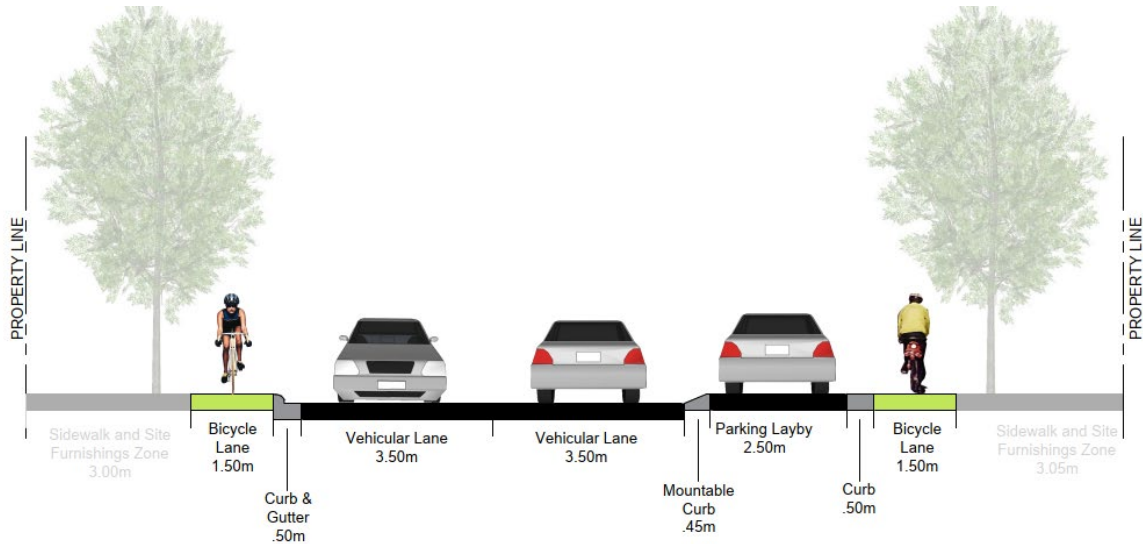 PROPERTY LINE
PROPERTY LINE
Sidewalk and Site
Furnishings Zone
3.00m
Bicycle
Lane
1.50m
Curb &
Gutter
.50m
Vehicular Lane
3.50m
Vehicular Lane
3.50m
Mountable
Curb
.45m
Parking Layby
2.50m
Curb
.50m
Bicycle
Lane
1.50m
Sidewalk and Site
Furnishings Zone
3.05m